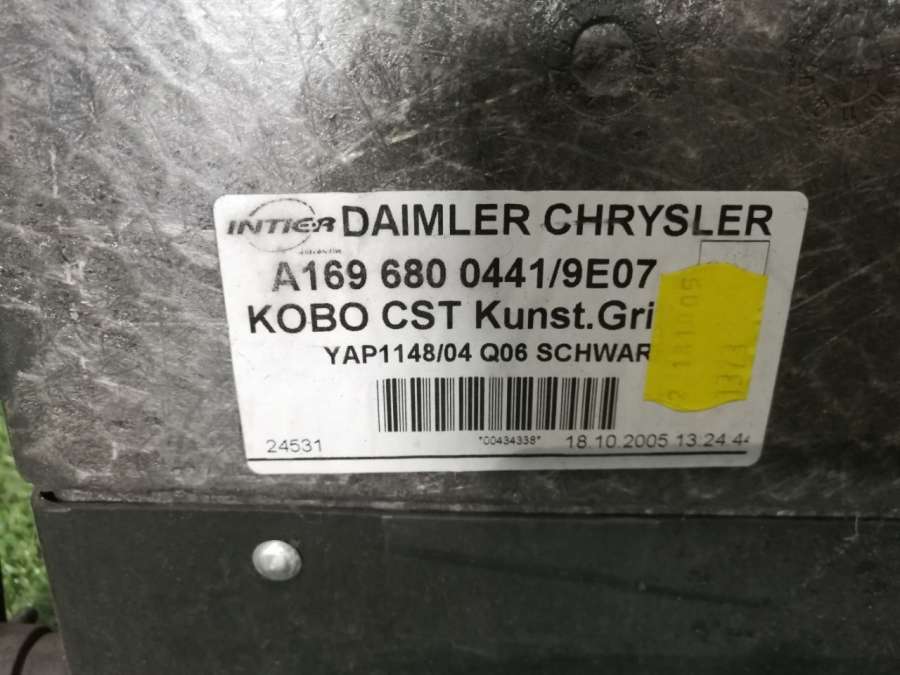 INTIER DAIMLER CHRYSLER
A169 680 0441/9E07
KOBO CST Kunst.Gri
YAP1148/04 Q06 SCHWAR
24531 *00434338* 18.10.2005 13.24.44